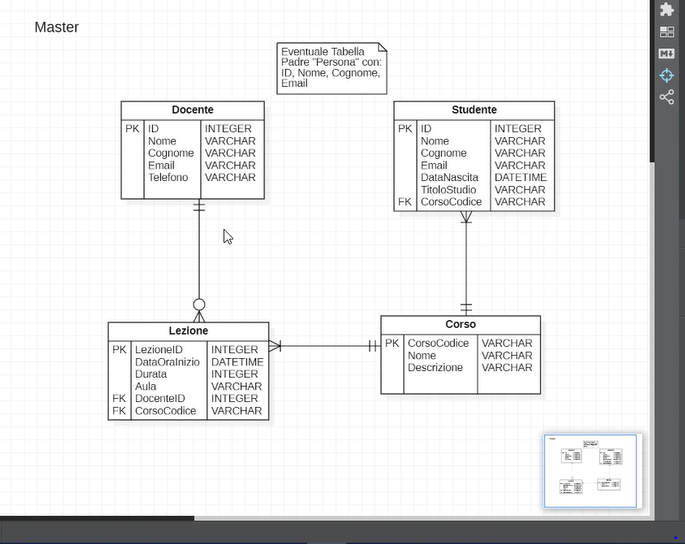 Master
Eventuale Tabella
Padre "Persona" con:
ID, Nome, Cognome,
Email
Docente
PK ID INTEGER
Nome VARCHAR
Cognome VARCHAR
Email VARCHAR
Telefono VARCHAR
Studente
PK ID INTEGER
Nome VARCHAR
Cognome VARCHAR
Email VARCHAR
DataNascita DATETIME
TitoloStudio VARCHAR
FK CorsoCodice VARCHAR
Lezione
PK LezioneID INTEGER
DataOraInizio DATETIME
Durata INTEGER
Aula VARCHAR
FK DocenteID INTEGER
FK CorsoCodice VARCHAR
Corso
PK CorsoCodice VARCHAR
Nome VARCHAR
Descrizione VARCHAR